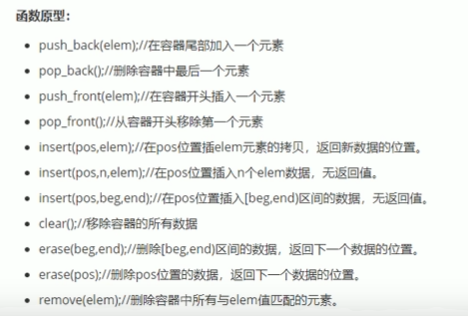 函数原型：
push_back(elem);//在容器尾部加入一个元素
pop_back();//删除容器中最后一个元素
push_front(elem);//在容器开头插入一个元素
pop_front();//从容器开头移除第一个元素
insert(pos,elem);//在pos位置插elem元素的拷贝，返回新数据的位置。
insert(pos,n,elem);//在pos位置插入n个elem数据，无返回值。
insert(pos,beg,end);//在pos位置插入[beg,end)区间的数据，无返回值。
clear();//移除容器的所有数据
erase(beg,end);//删除[beg,end)区间的数据，返回下一个数据的位置。
erase(pos);//删除pos位置的数据，返回下一个数据的位置。
remove(elem);//删除容器中所有与elem值匹配的元素。